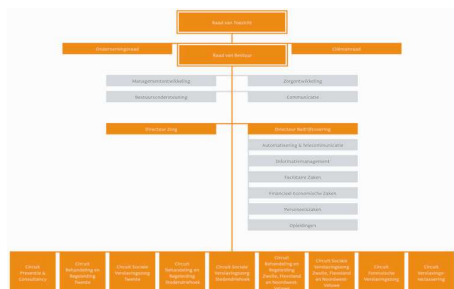 Raad van Toezicht
Ondernemingsraad
Cliëntenraad
Raad van Bestuur
Managementontwikkeling
Zorgontwikkeling
Bestuursondersteuning
Communicatie
Directeur Zorg
Directeur Bedrijfsvoering
Automatisering & Telecommunicatie
Informatiemanagement
Facilitaire Zaken
Financieel Economische Zaken
Personeelszaken
Opleidingen
Circuit
Preventie &
Consultancy
Circuit
Behandeling en
Begeleiding
Twente
Circuit Sociale
Verslavingszorg
Twente
Circuit
Behandeling en
Begeleiding
Stedendriehoek
Circuit Sociale
Verslavingszorg
Stedendriehoek
Circuit
Behandeling en
Begeleiding
Zwolle, Flevoland
en Noordwest-
Veluwe
Circuit Sociale
Verslavingszorg
Zwolle, Flevoland
en Noordwest-
Veluwe
Circuit
Forensische
Verslavingszorg
Circuit
Verslavings-
reclassering